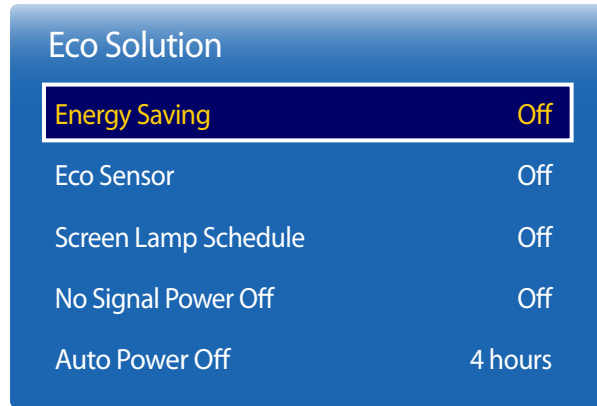 Eco Solution
Energy Saving Off
Eco Sensor Off
Screen Lamp Schedule Off
No Signal Power Off Off
Auto Power Off 4 hours